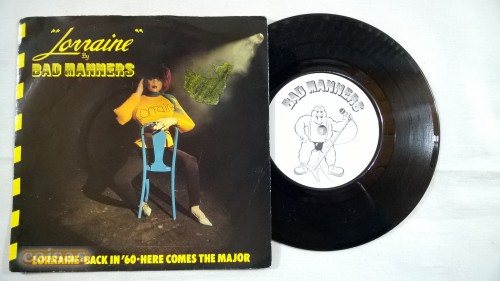 "Lorraine"
By
BAD MANNERS
Lorraine
LORRAINE·BACK IN '60·HERE COMES THE MAJOR
BAD MANNERS